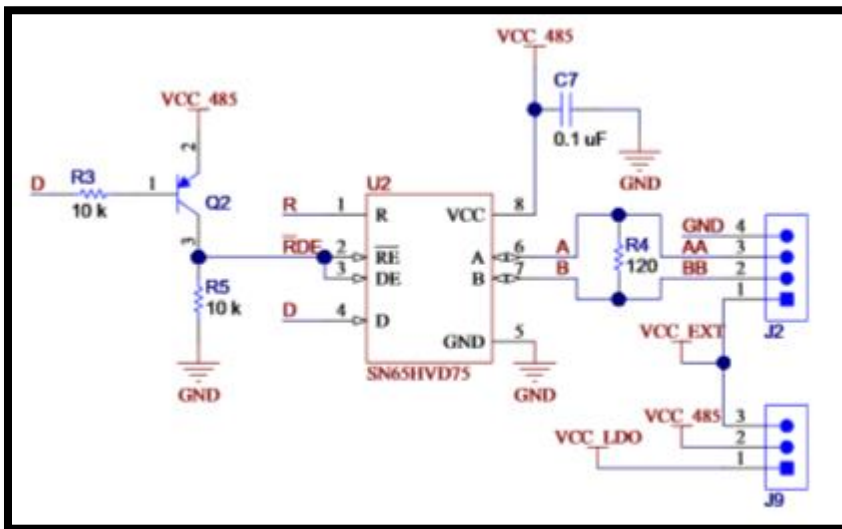 VCC_485
C7
0.1 uF
GND
VCC_485
2
R3
D
10 k
1
Q2
3
U2
R
1
R
VCC
8
RDE
2
RE
3
DE
A
6
A
B
7
B
D
4
D
GND
5
GND
SN65HVD75
R5
10 k
GND
R4
120
GND
4
AA
3
BB
2
1
J2
VCC_EXT
VCC_485
VCC_LDO
3
2
1
J9